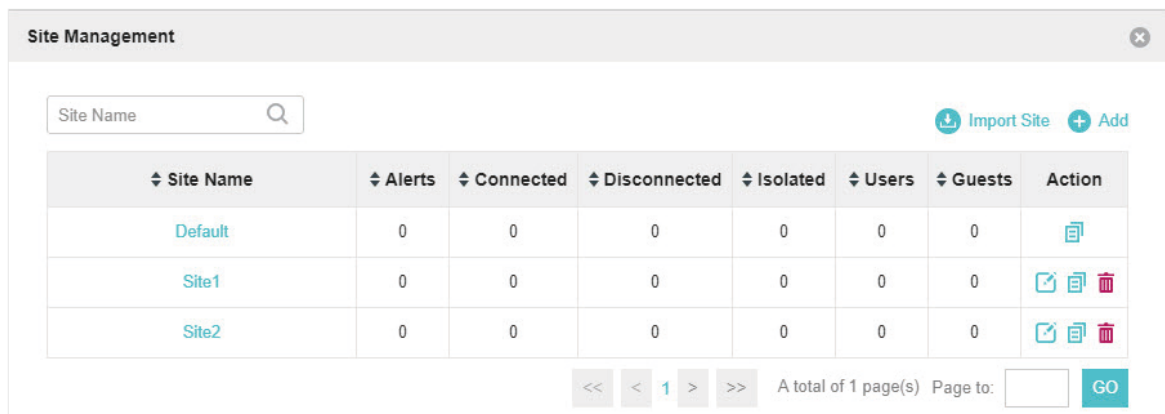 Site Management
Site Name
Import Site Add
Site Name Alerts Connected Disconnected Isolated Users Guests Action
Default 0 0 0 0 0 0
Site1 0 0 0 0 0 0
Site2 0 0 0 0 0 0
<< < 1 > >> A total of 1 page(s) Page to: GO